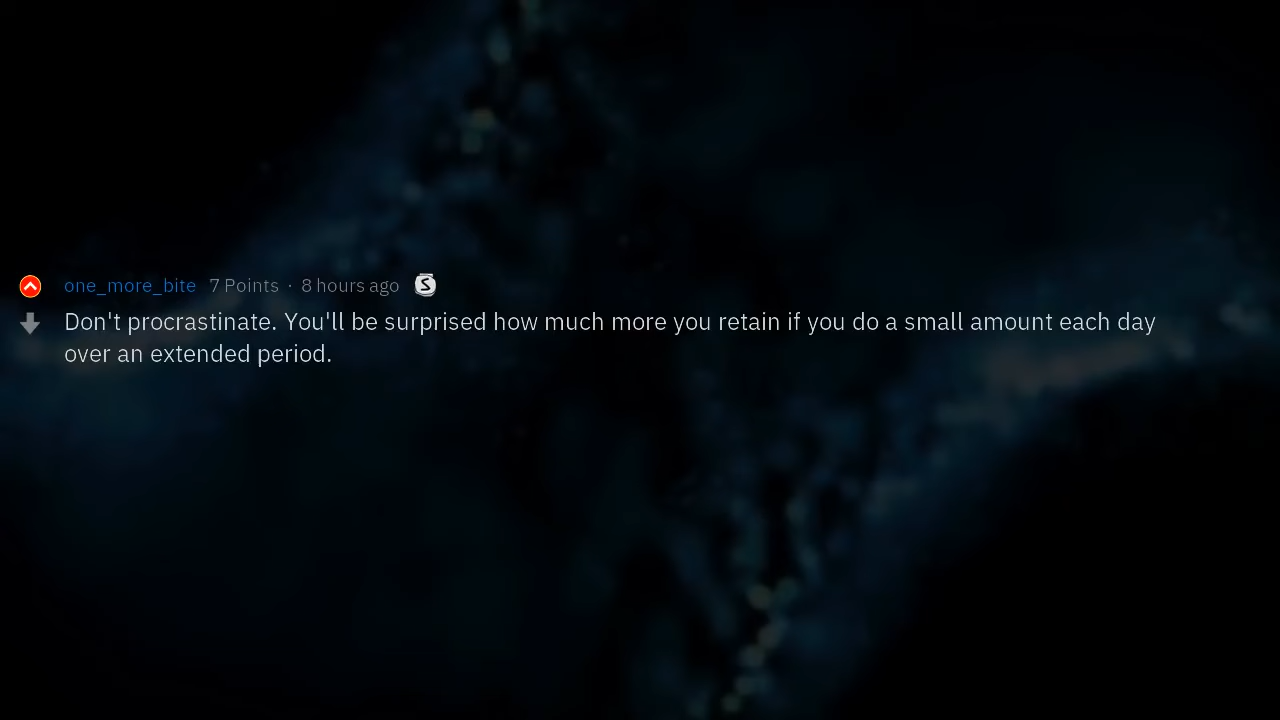 one_more_bite 7 Points · 8 hours ago S
Don't procrastinate. You'll be surprised how much more you retain if you do a small amount each day
over an extended period.